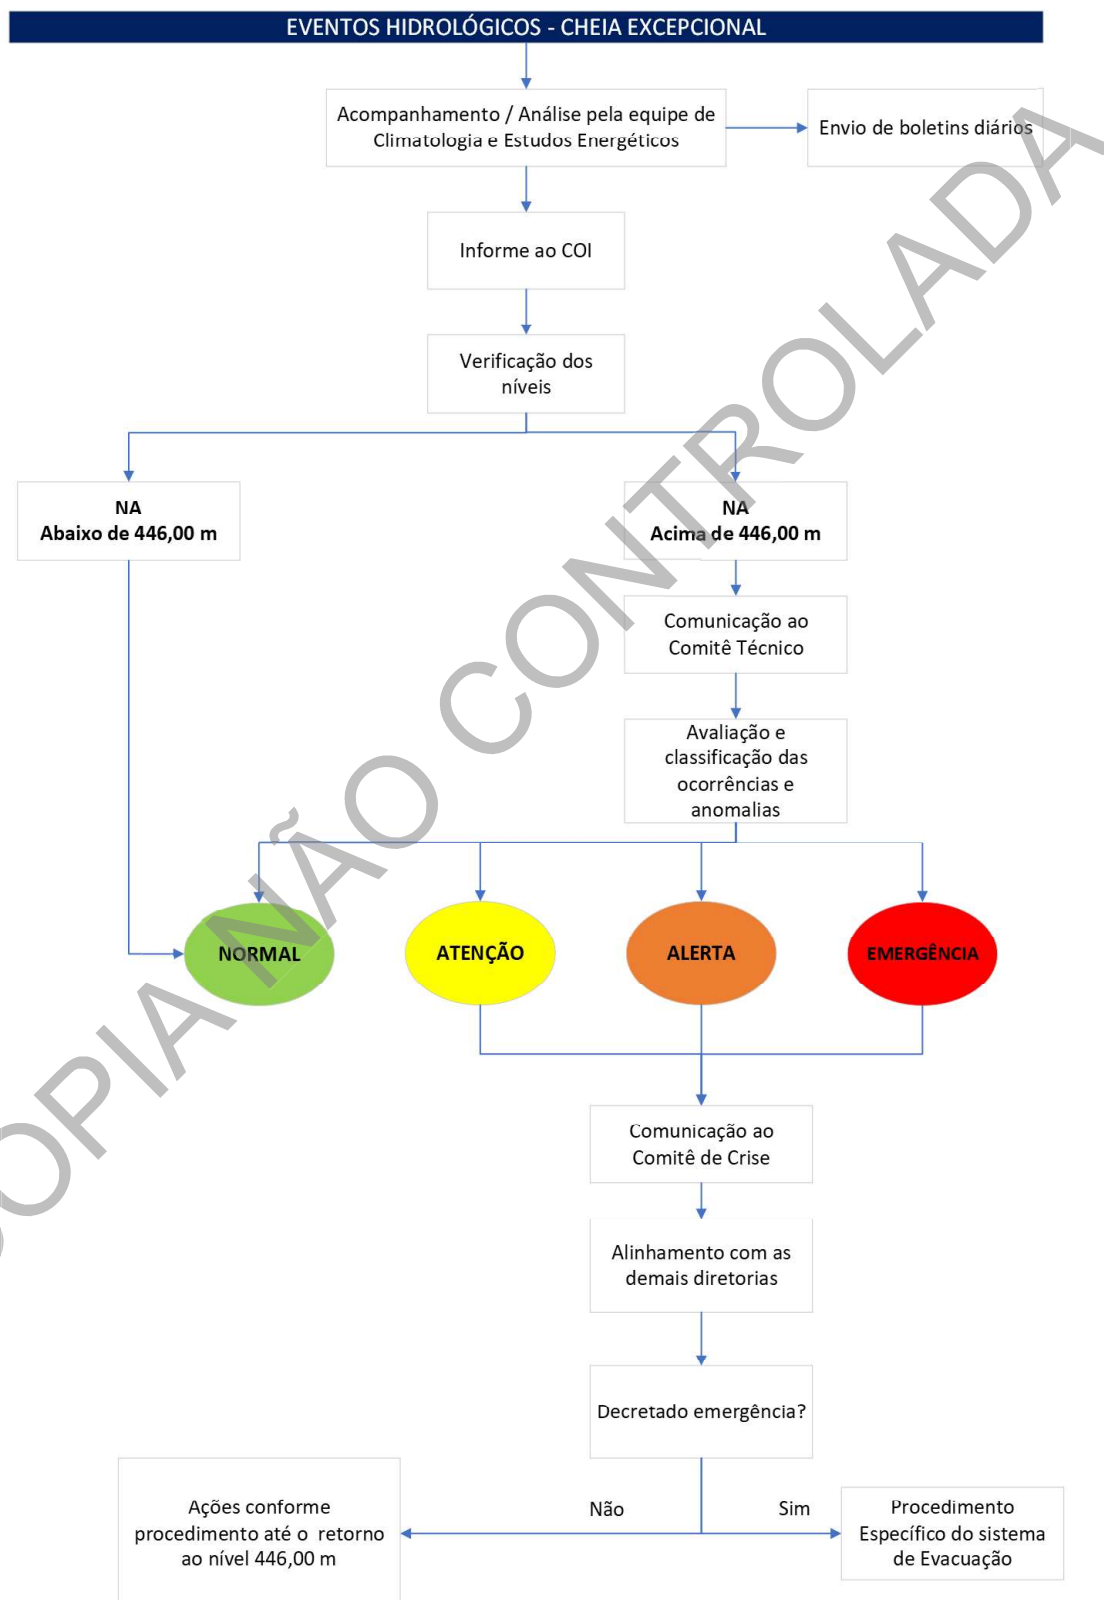 EVENTOS HIDROLÓGICOS - CHEIA EXCEPCIONAL
Acompanhamento / Análise pela equipe de
Climatologia e Estudos Energéticos
Envio de boletins diários
Informe ao COI
Verificação dos
níveis
NA
Abaixo de 446,00 m
NA
Acima de 446,00 m
Comunicação ao
Comitê Técnico
Avaliação e
classificação das
ocorrências e
anomalias
NORMAL
ATENÇÃO
ALERTA
EMERGÊNCIA
Comunicação ao
Comitê de Crise
Alinhamento com as
demais diretorias
Decretado emergência?
Não
Sim
Ações conforme
procedimento até o retorno
ao nível 446,00 m
Procedimento
Específico do sistema
de Evacuação
COPIA NÃO CONTROLADA